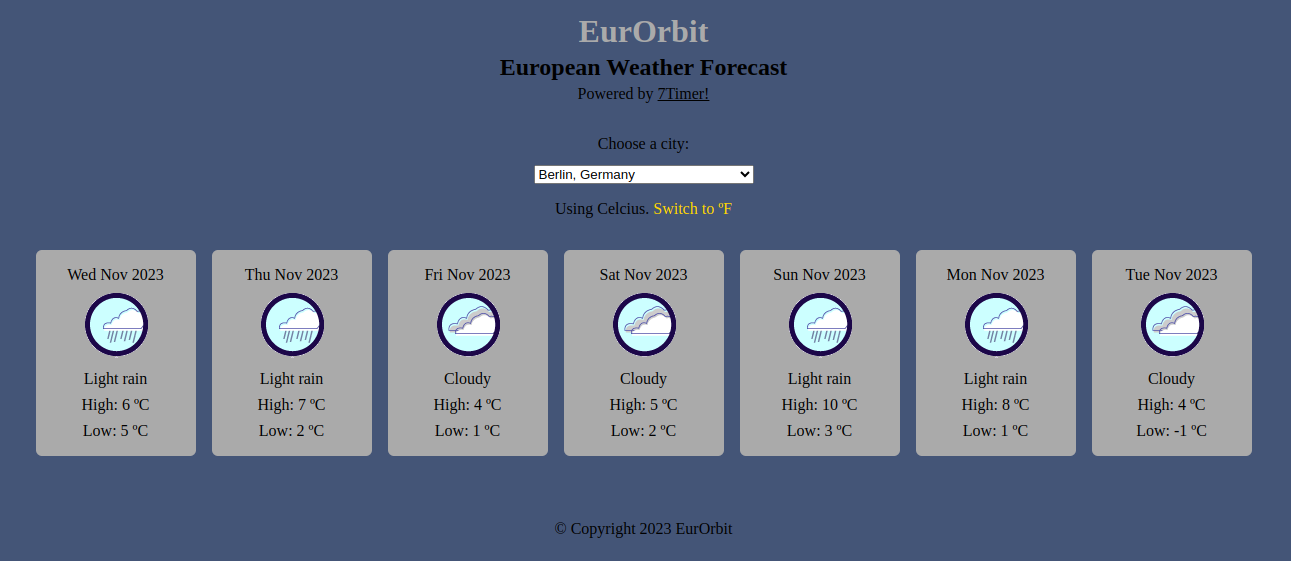 EurOrbit
European Weather Forecast
Powered by 7Timer!
Choose a city:
Berlin, Germany
Using Celcius. Switch to ºF
Wed Nov 2023
Light rain
High: 6 ºC
Low: 5 ºC
Thu Nov 2023
Light rain
High: 7 ºC
Low: 2 ºC
Fri Nov 2023
Cloudy
High: 4 ºC
Low: 1 ºC
Sat Nov 2023
Cloudy
High: 5 ºC
Low: 2 ºC
Sun Nov 2023
Light rain
High: 10 ºC
Low: 3 ºC
Mon Nov 2023
Light rain
High: 8 ºC
Low: 1 ºC
Tue Nov 2023
Cloudy
High: 4 ºC
Low: -1 ºC
© Copyright 2023 EurOrbit